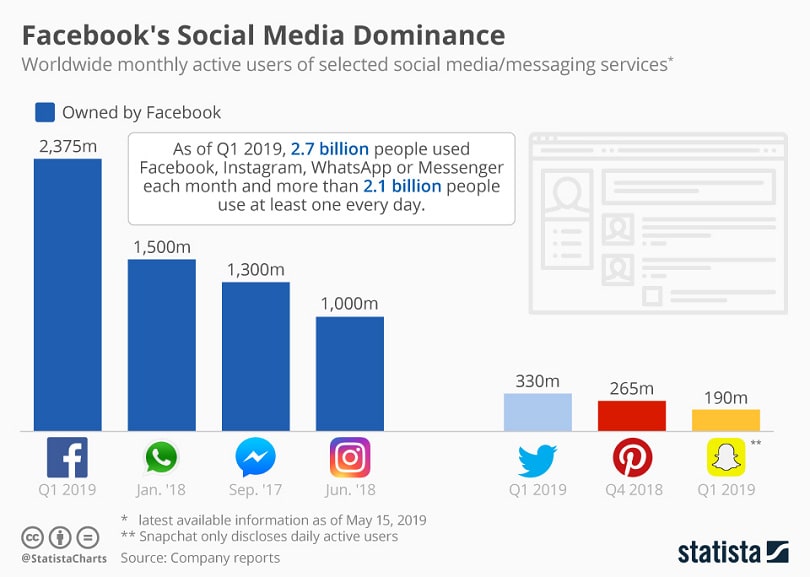 Facebook's Social Media Dominance
Worldwide monthly active users of selected social media/messaging services*
Owned by Facebook
As of Q1 2019, 2.7 billion people used
Facebook, Instagram, WhatsApp or Messenger
each month and more than 2.1 billion people
use at least one every day.
2,375m
1,500m
1,300m
1,000m
330m
265m
190m
**
Q1 2019
Jan. '18
Sep. '17
Jun. '18
Q1 2019
Q4 2018
Q1 2019
* latest available information as of May 15, 2019
** Snapchat only discloses daily active users
Source: Company reports
cc
@StatistaCharts
statista